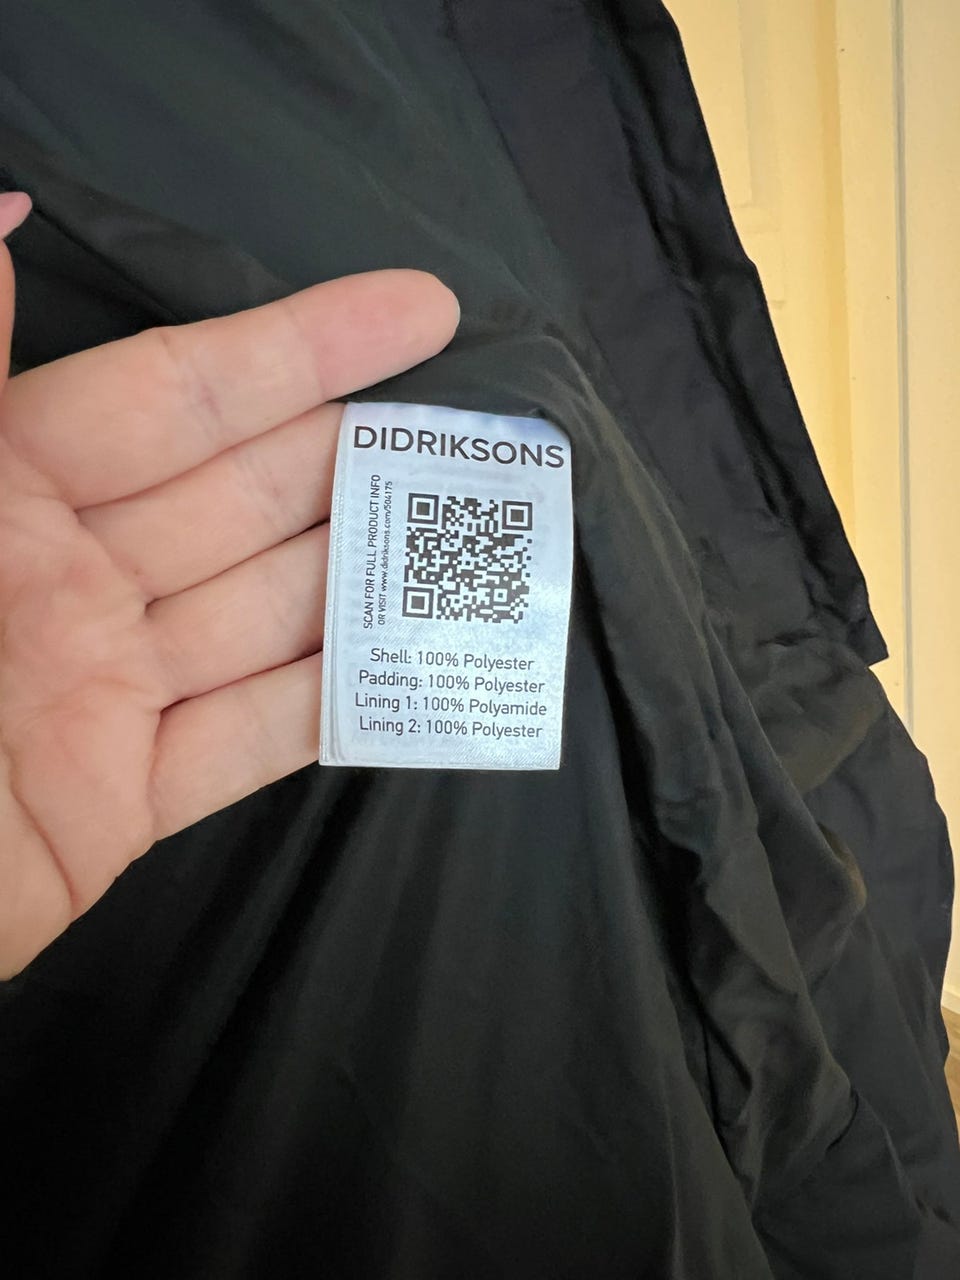 DIDRIKSONS
SCAN FOR FULL PRODUCT INFO
OR VISIT www.didriksons.com/504175
Shell: 100% Polyester
Padding: 100% Polyester
Lining 1: 100% Polyamide
Lining 2: 100% Polyester